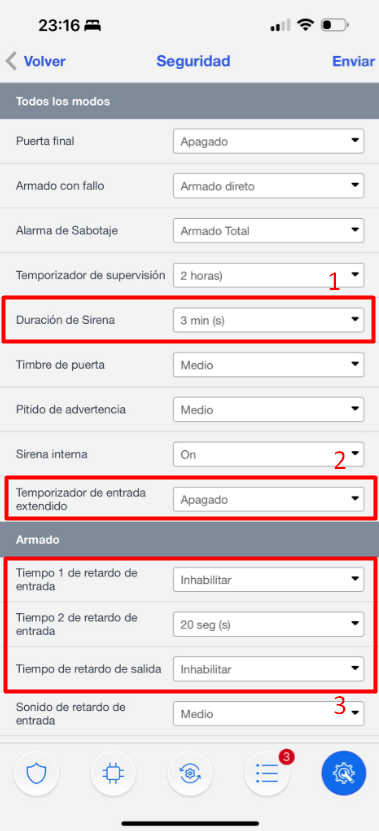 23:16
Volver
Seguridad
Enviar
Todos los modos
Puerta final
Apagado
Armado con fallo
Armado direto
Alarma de Sabotaje
Armado Total
Temporizador de supervisión
2 horas)
1
Duración de Sirena
3 min (s)
Timbre de puerta
Medio
Pitido de advertencia
Medio
Sirena interna
On
2
Temporizador de entrada
extendido
Apagado
Armado
Tiempo 1 de retardo de
entrada
Inhabilitar
Tiempo 2 de retardo de
entrada
20 seg (s)
Tiempo de retardo de salida
Inhabilitar
3
Sonido de retardo de
entrada
Medio
3